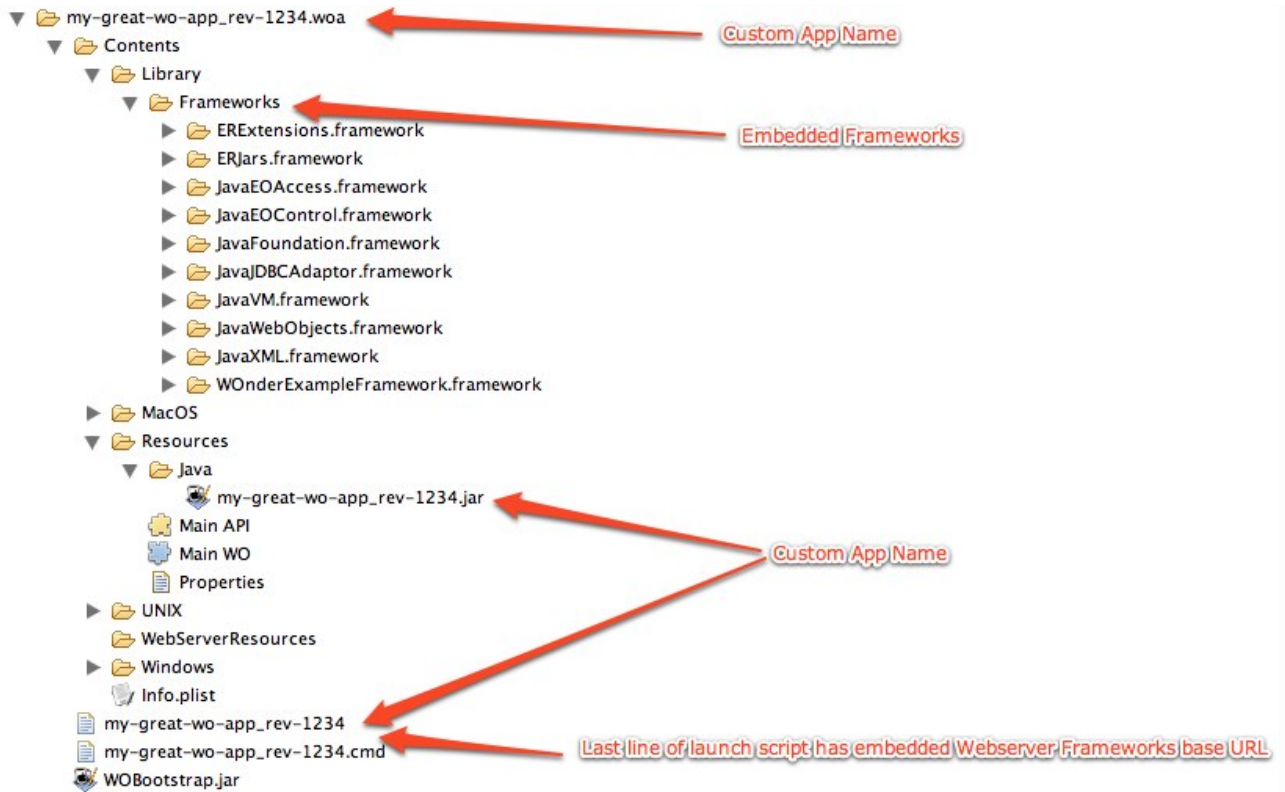 my-great-wo-app_rev-1234.woa
Custom App Name
Contents
Library
Frameworks
Embedded Frameworks
ERExtensions.framework
ERJars.framework
JavaEOAccess.framework
JavaEOControl.framework
JavaFoundation.framework
JavaJDBCAdaptor.framework
JavaVM.framework
JavaWebObjects.framework
JavaXML.framework
WOnderExampleFramework.framework
MacOS
Resources
Java
my-great-wo-app_rev-1234.jar
Main API
Main WO
Custom App Name
Properties
UNIX
WebServerResources
Windows
Info.plist
my-great-wo-app_rev-1234
my-great-wo-app_rev-1234.cmd
Last line of launch script has embedded Webserver Frameworks base URL
WOBootstrap.jar